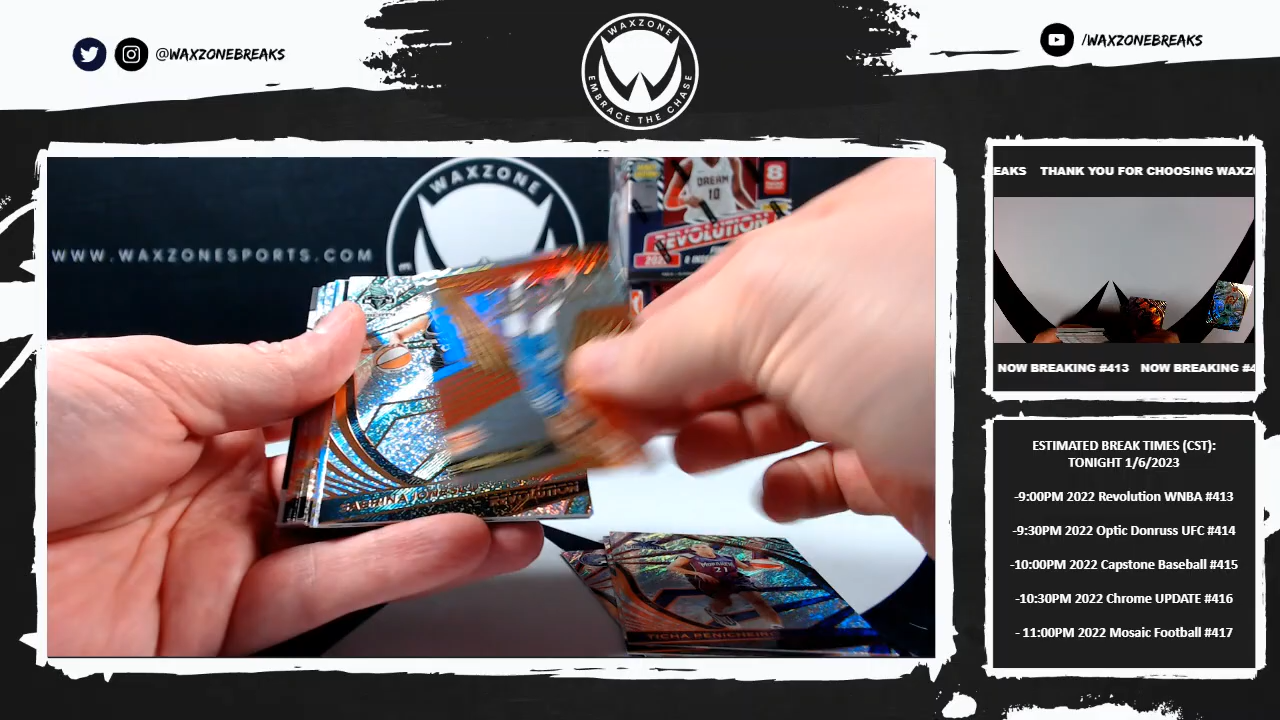 @WAXZONEBREAKS
WAXZONE
EMBRACE THE CHASE
/WAXZONEBREAKS
WWW.WAXZONESPORTS.COM
WAXZONE
DREAM
10
8
REVOLUTION
MONARCHS
21
TICHA PENICHEIRO
EAKS THANK YOU FOR CHOOSING WAXZO
NOW BREAKING #413 NOW BREAKING #4
ESTIMATED BREAK TIMES (CST):
TONIGHT 1/6/2023
-9:00PM 2022 Revolution WNBA #413
-9:30PM 2022 Optic Donruss UFC #414
-10:00PM 2022 Capstone Baseball #415
-10:30PM 2022 Chrome UPDATE #416
- 11:00PM 2022 Mosaic Football #417